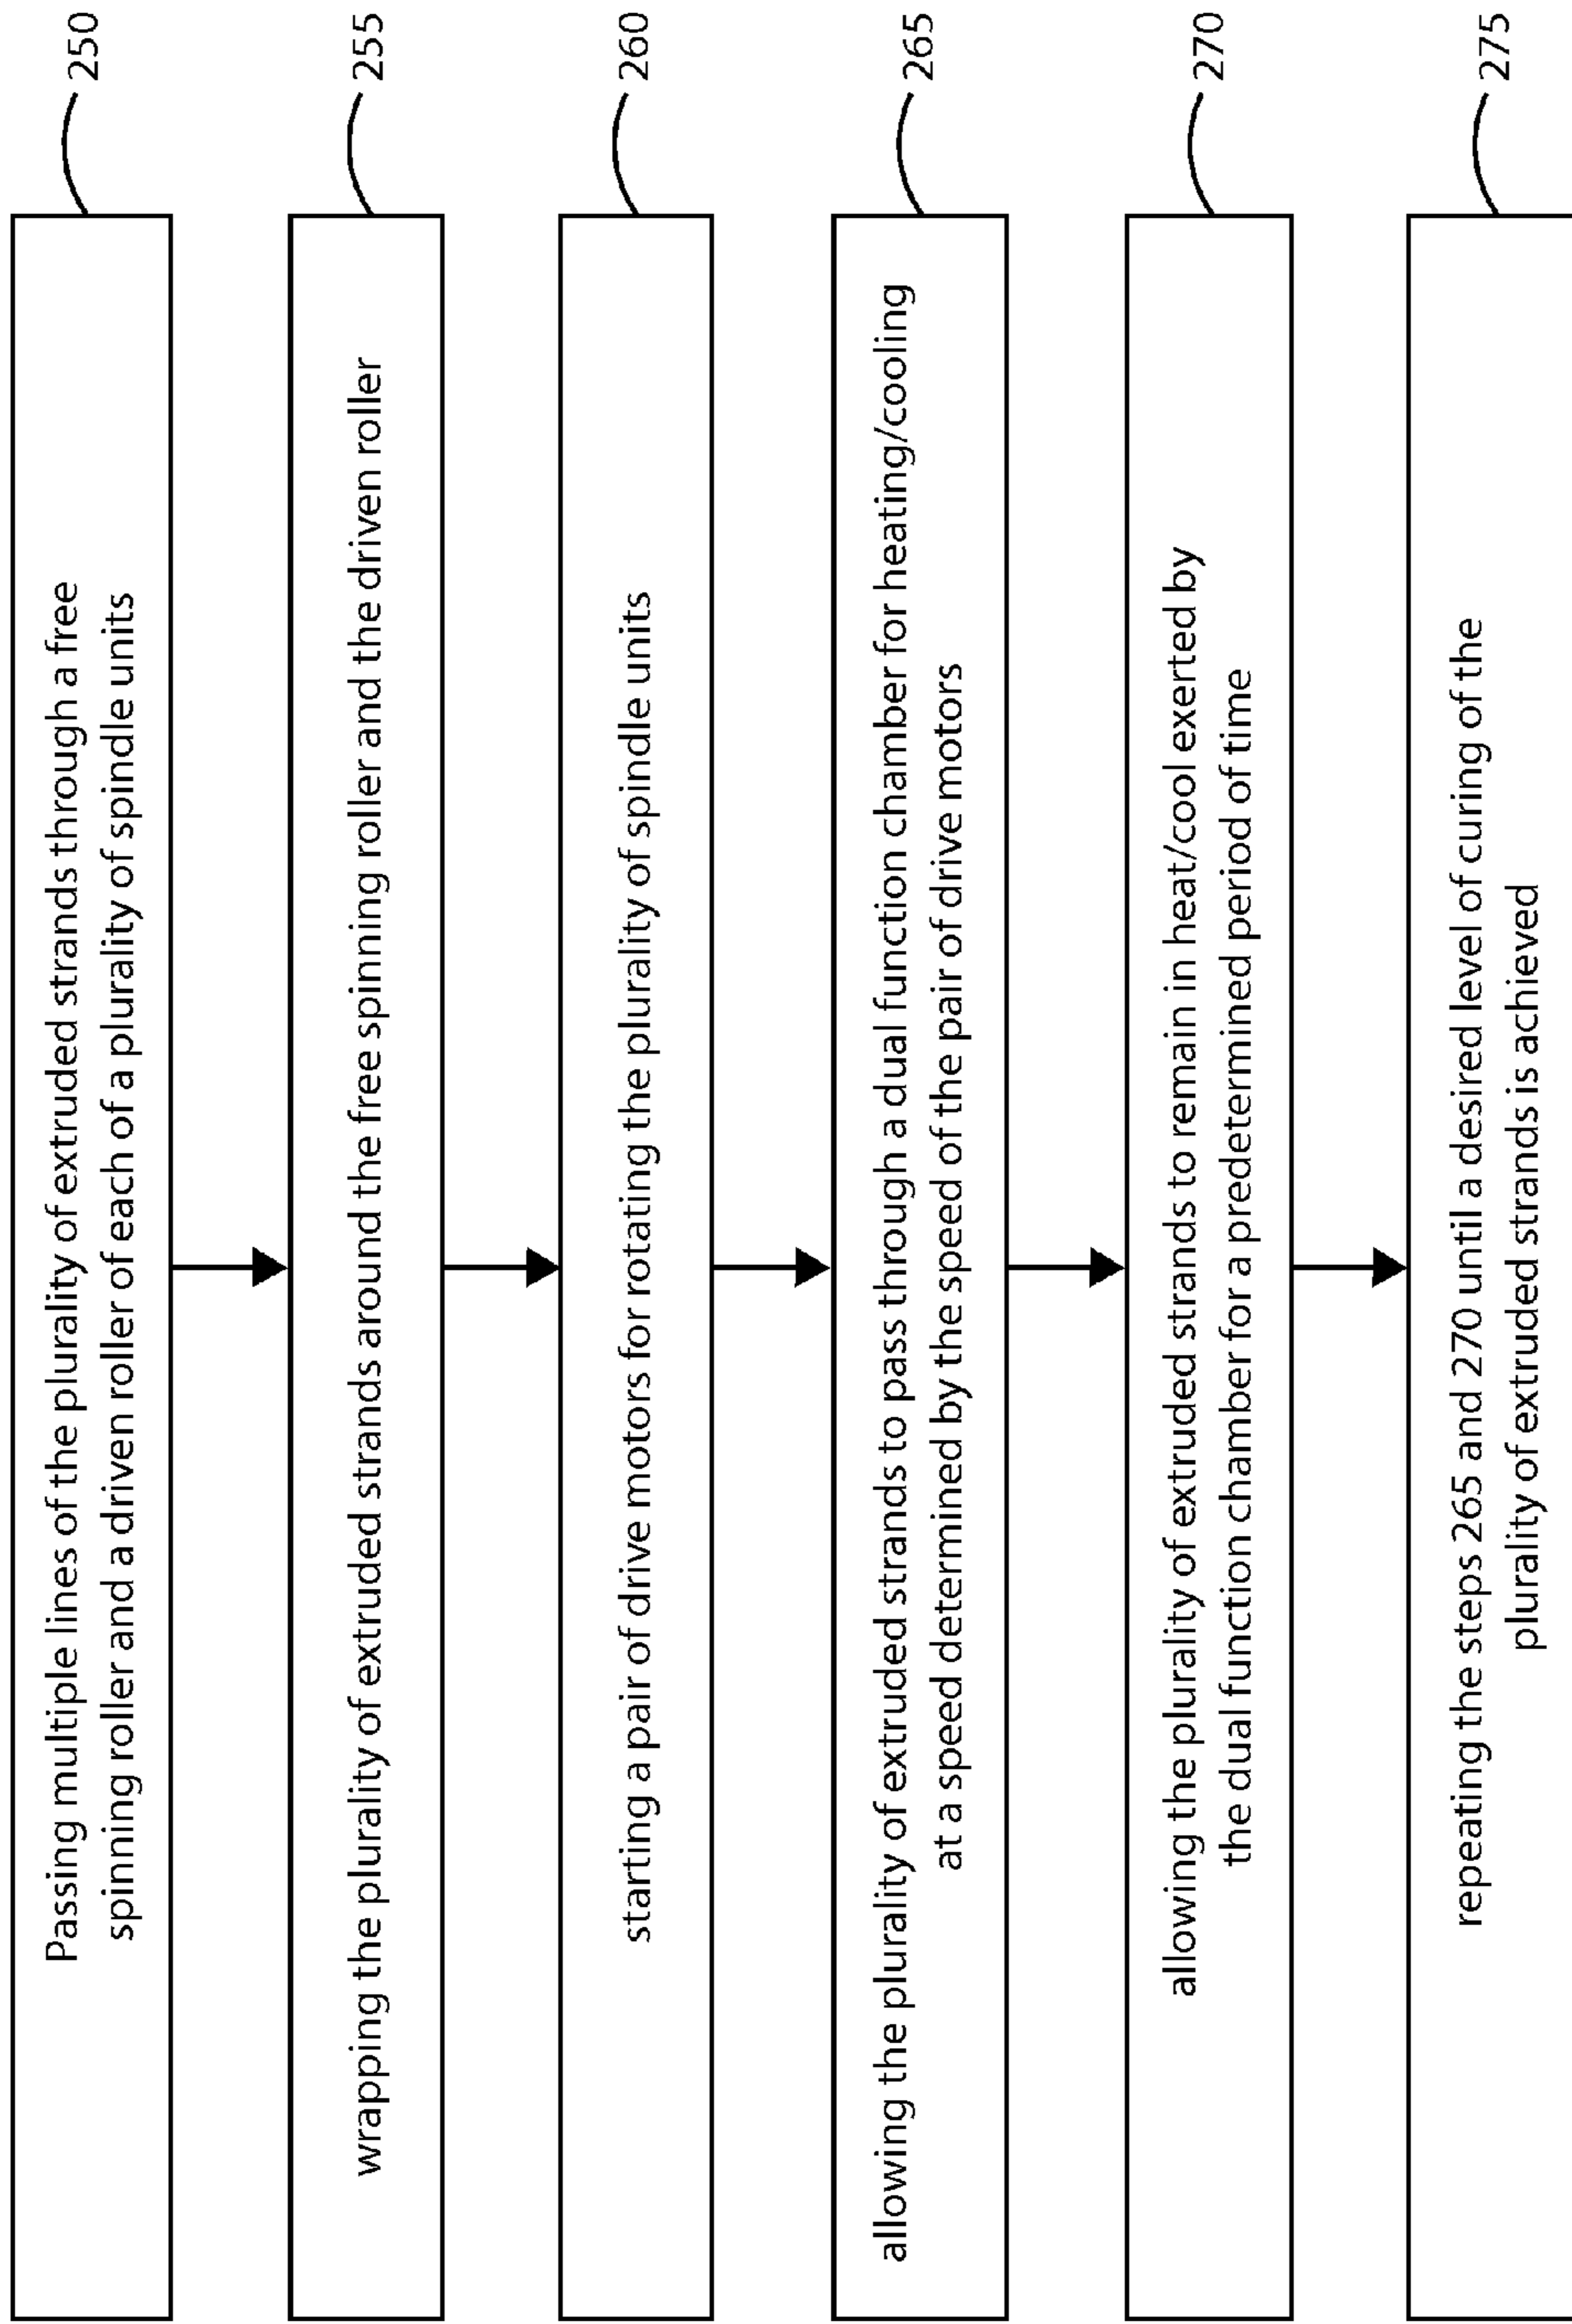 Passing multiple lines of the plurality of extruded strands through a free
spinning roller and a driven roller of each of a plurality of spindle units
250
wrapping the plurality of extruded strands around the free spinning roller and the driven roller
255
starting a pair of drive motors for rotating the plurality of spindle units
260
allowing the plurality of extruded strands to pass through a dual function chamber for heating/cooling
at a speed determined by the speed of the pair of drive motors
265
allowing the plurality of extruded strands to remain in heat/cool exerted by
the dual function chamber for a predetermined period of time
270
repeating the steps 265 and 270 until a desired level of curing of the
plurality of extruded strands is achieved
275